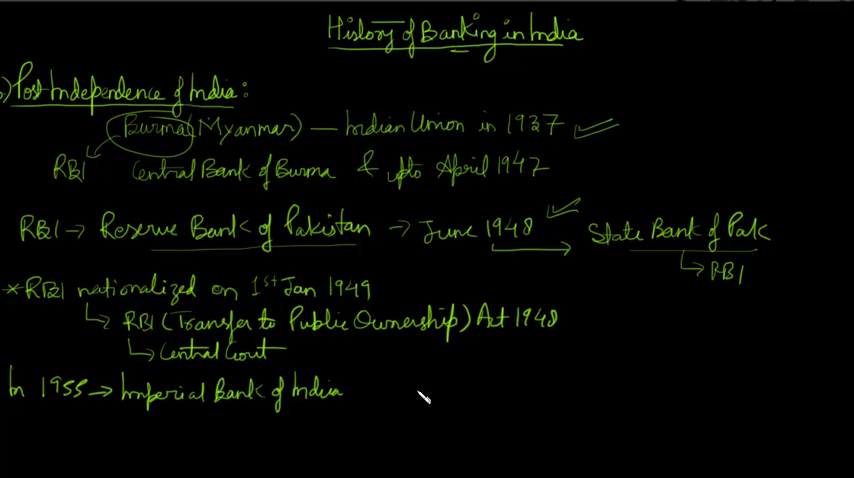 History of Banking in India
.) Post-Independence of India:
Burma (Myanmar) — Indian Union in 1937
RBI Central Bank of Burma & upto April 1947
RBI → Reserve Bank of Pakistan → June 1948 → State Bank of Pak
↳ RBI
*RBI nationalized on 1st Jan 1949
↳ RBI (Transfer to Public Ownership) Act 1948
↳ Central Govt
In 1955 → Imperial Bank of India